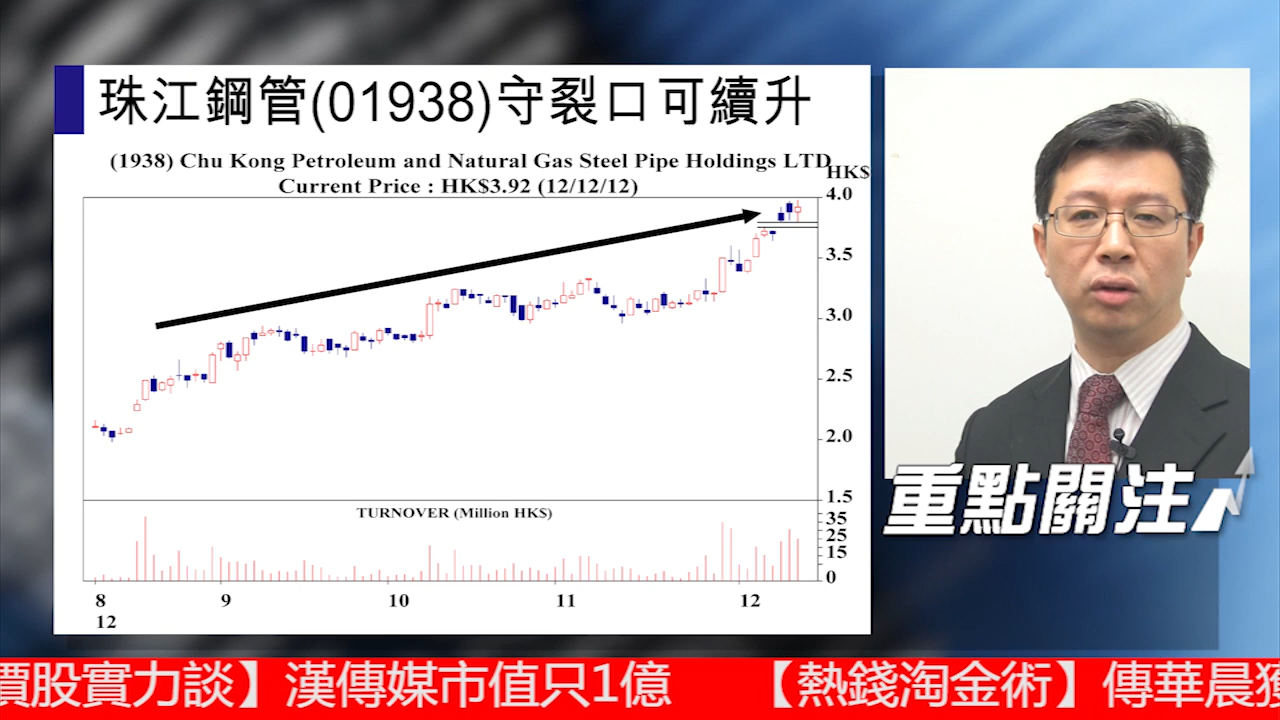 珠江鋼管(01938)守裂口可續升
(1938) Chu Kong Petroleum and Natural Gas Steel Pipe Holdings LTD
HK$
Current Price : HK$3.92 (12/12/12)
4.0
3.5
3.0
2.5
2.0
1.5
TURNOVER (Million HK$)
35
25
15
0
8 9 10 11 12
12
重點關注
價股實力談】漢傳媒市值只1億 【熱錢淘金術】傳華晨獲